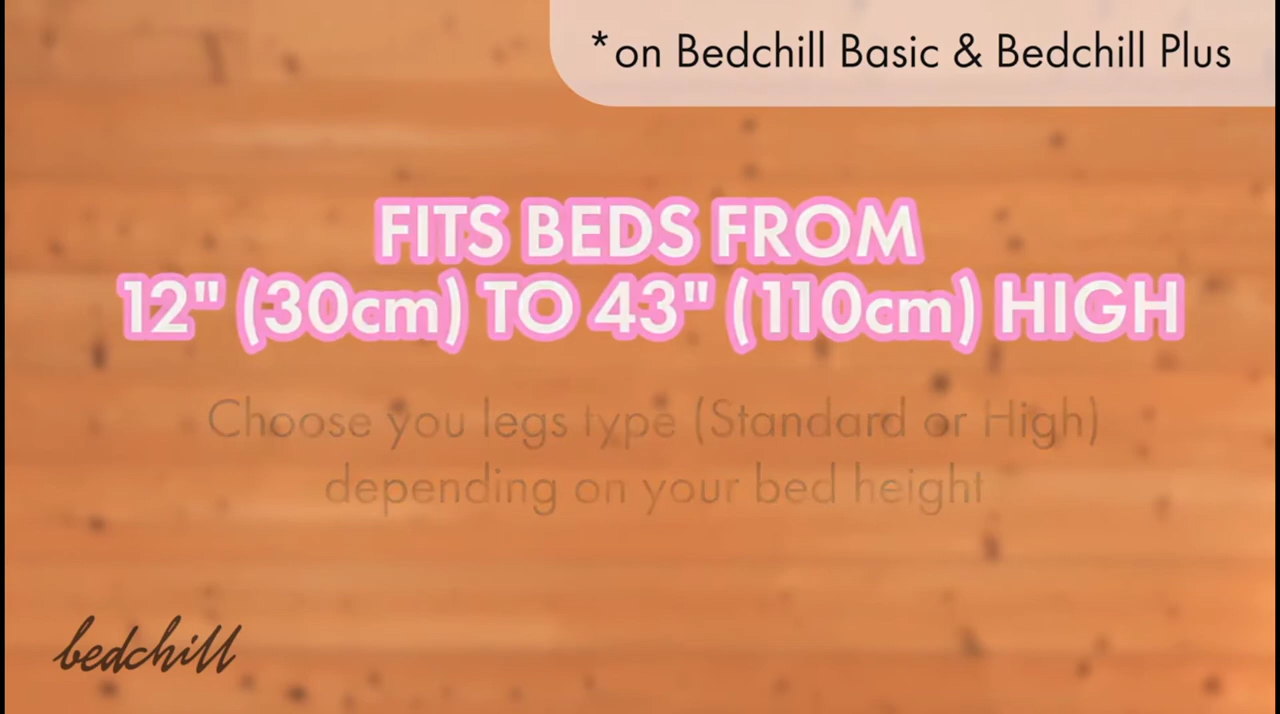 *on Bedchill Basic & Bedchill Plus
FITS BEDS FROM
12" (30cm) TO 43" (110cm) HIGH
Choose you legs type (Standard or High)
depending on your bed height
bedchill